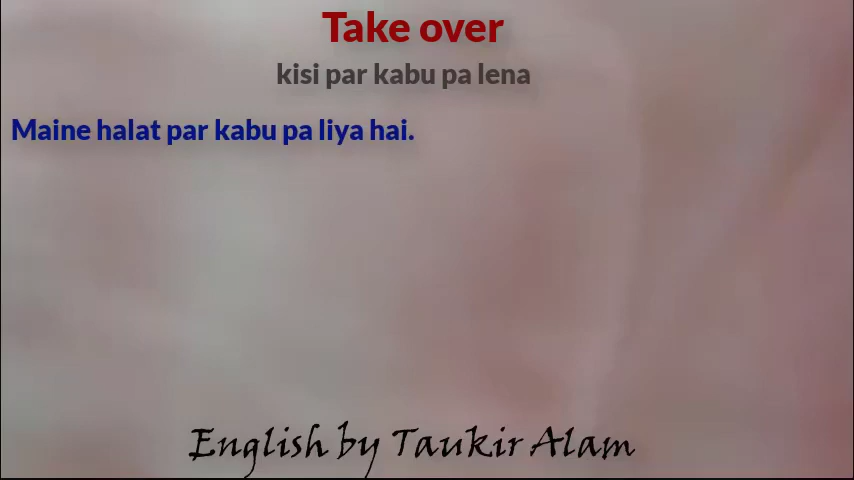 Take over
kisi par kabu pa lena
Maine halat par kabu pa liya hai.
English by Taukir Alam